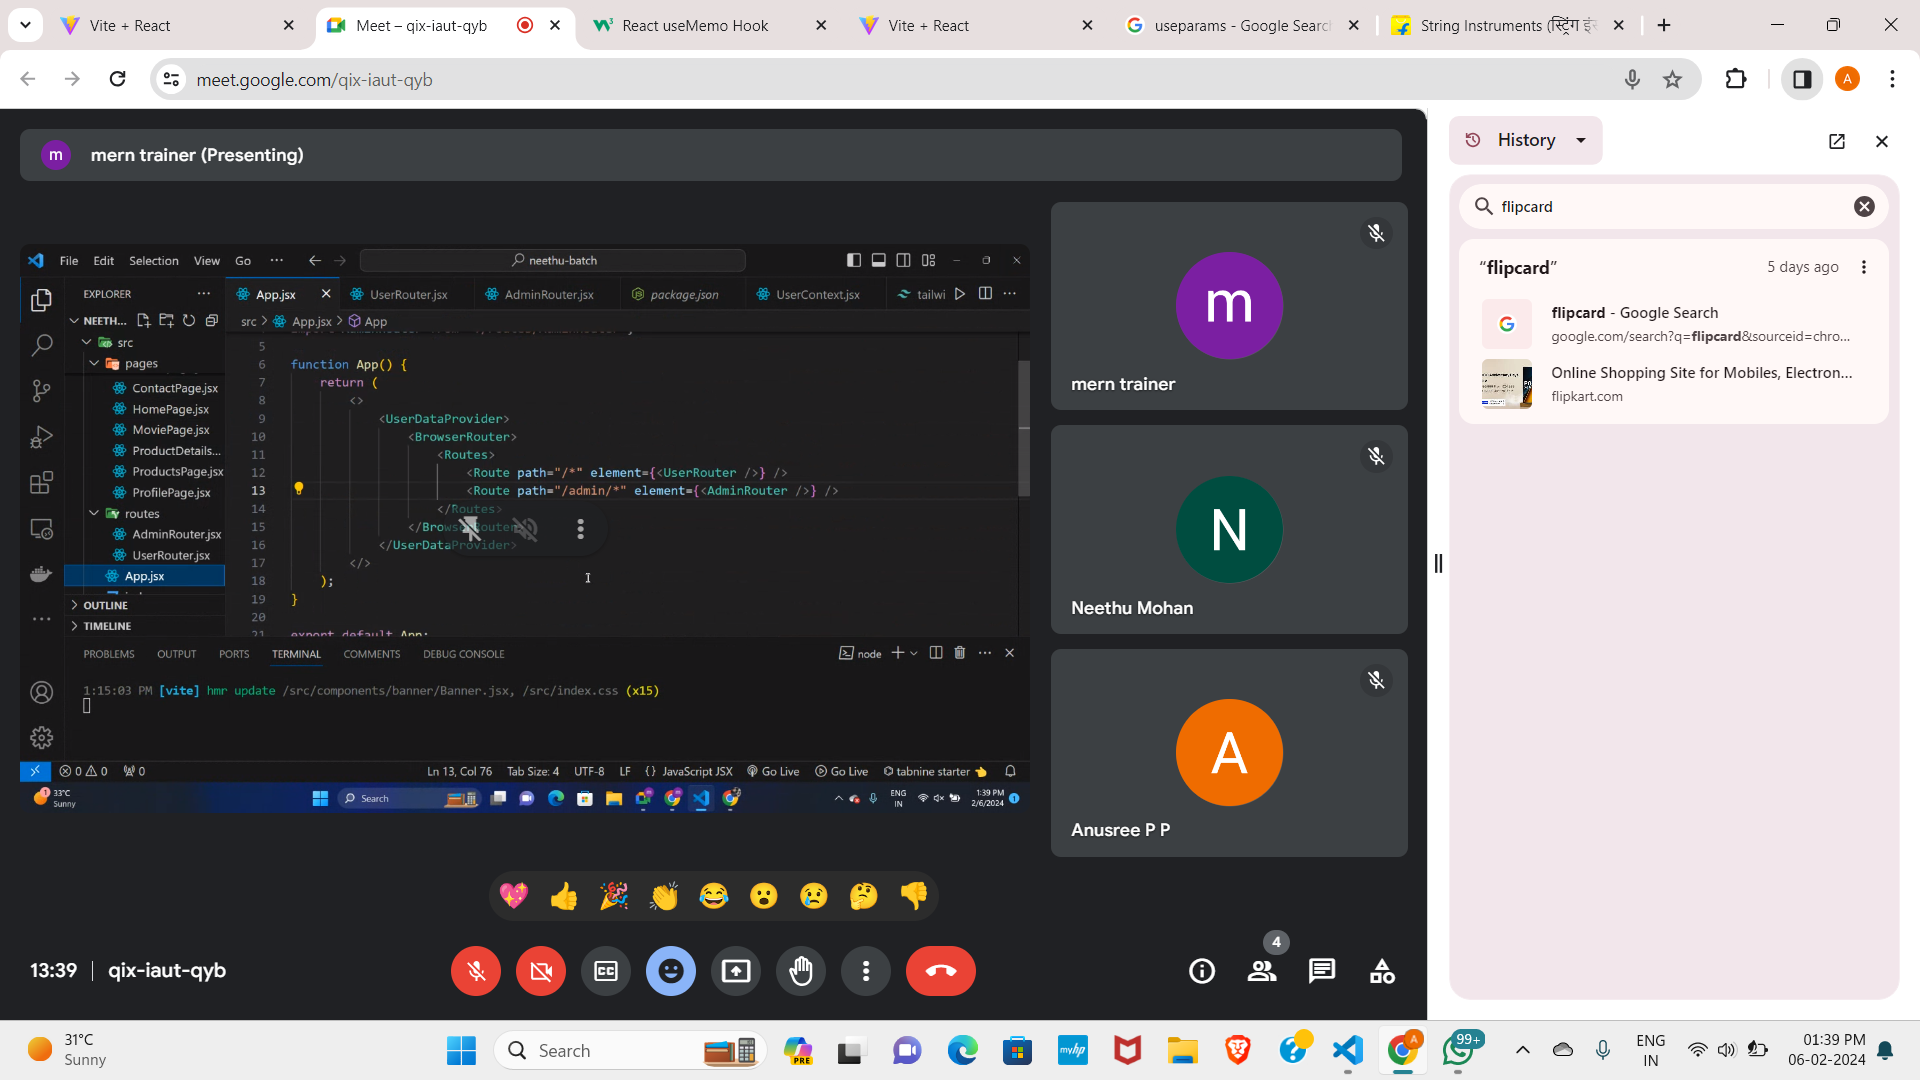 Vite + React
Meet – qix-iaut-qyb
React useMemo Hook
Vite + React
useparams - Google Searc
String Instruments (स्ट्रिंग इं
meet.google.com/qix-iaut-qyb
A
m
mern trainer (Presenting)
File Edit Selection View Go
neethu-batch
EXPLORER
App.jsx
UserRouter.jsx
AdminRouter.jsx
package.json
UserContext.jsx
tailwi
NEETH...
src > App.jsx > App
src
pages
ContactPage.jsx
HomePage.jsx
MoviePage.jsx
ProductDetails...
ProductsPage.jsx
ProfilePage.jsx
routes
AdminRouter.jsx
UserRouter.jsx
App.jsx
OUTLINE
TIMELINE
5
6 function App() {
7 return (
8 <>
9 <UserDataProvider>
10 <BrowserRouter>
11 <Routes>
12 <Route path="/*" element={<UserRouter />} />
13 <Route path="/admin/*" element={<AdminRouter />} />
14 </Routes>
15 </BrowserRouter>
16 </UserDataProvider>
17 </>
18 );
19 }
20
21 export default App;
PROBLEMS OUTPUT PORTS TERMINAL COMMENTS DEBUG CONSOLE
node
1:15:03 PM [vite] hmr update /src/components/banner/Banner.jsx, /src/index.css (x15)
0 0 0
Ln 13, Col 76 Tab Size: 4 UTF-8 LF {} JavaScript JSX Go Live Go Live tabnine starter
33°C
Sunny
Search
ENG
IN
1:39 PM
2/6/2024
m
mern trainer
N
Neethu Mohan
A
Anusree P P
13:39 | qix-iaut-qyb
4
History
flipcard
“flipcard”
5 days ago
flipcard - Google Search
google.com/search?q=flipcard&sourceid=chro...
Online Shopping Site for Mobiles, Electron...
flipkart.com
31°C
Sunny
Search
PRE
myhp
A
99+
ENG
IN
01:39 PM
06-02-2024